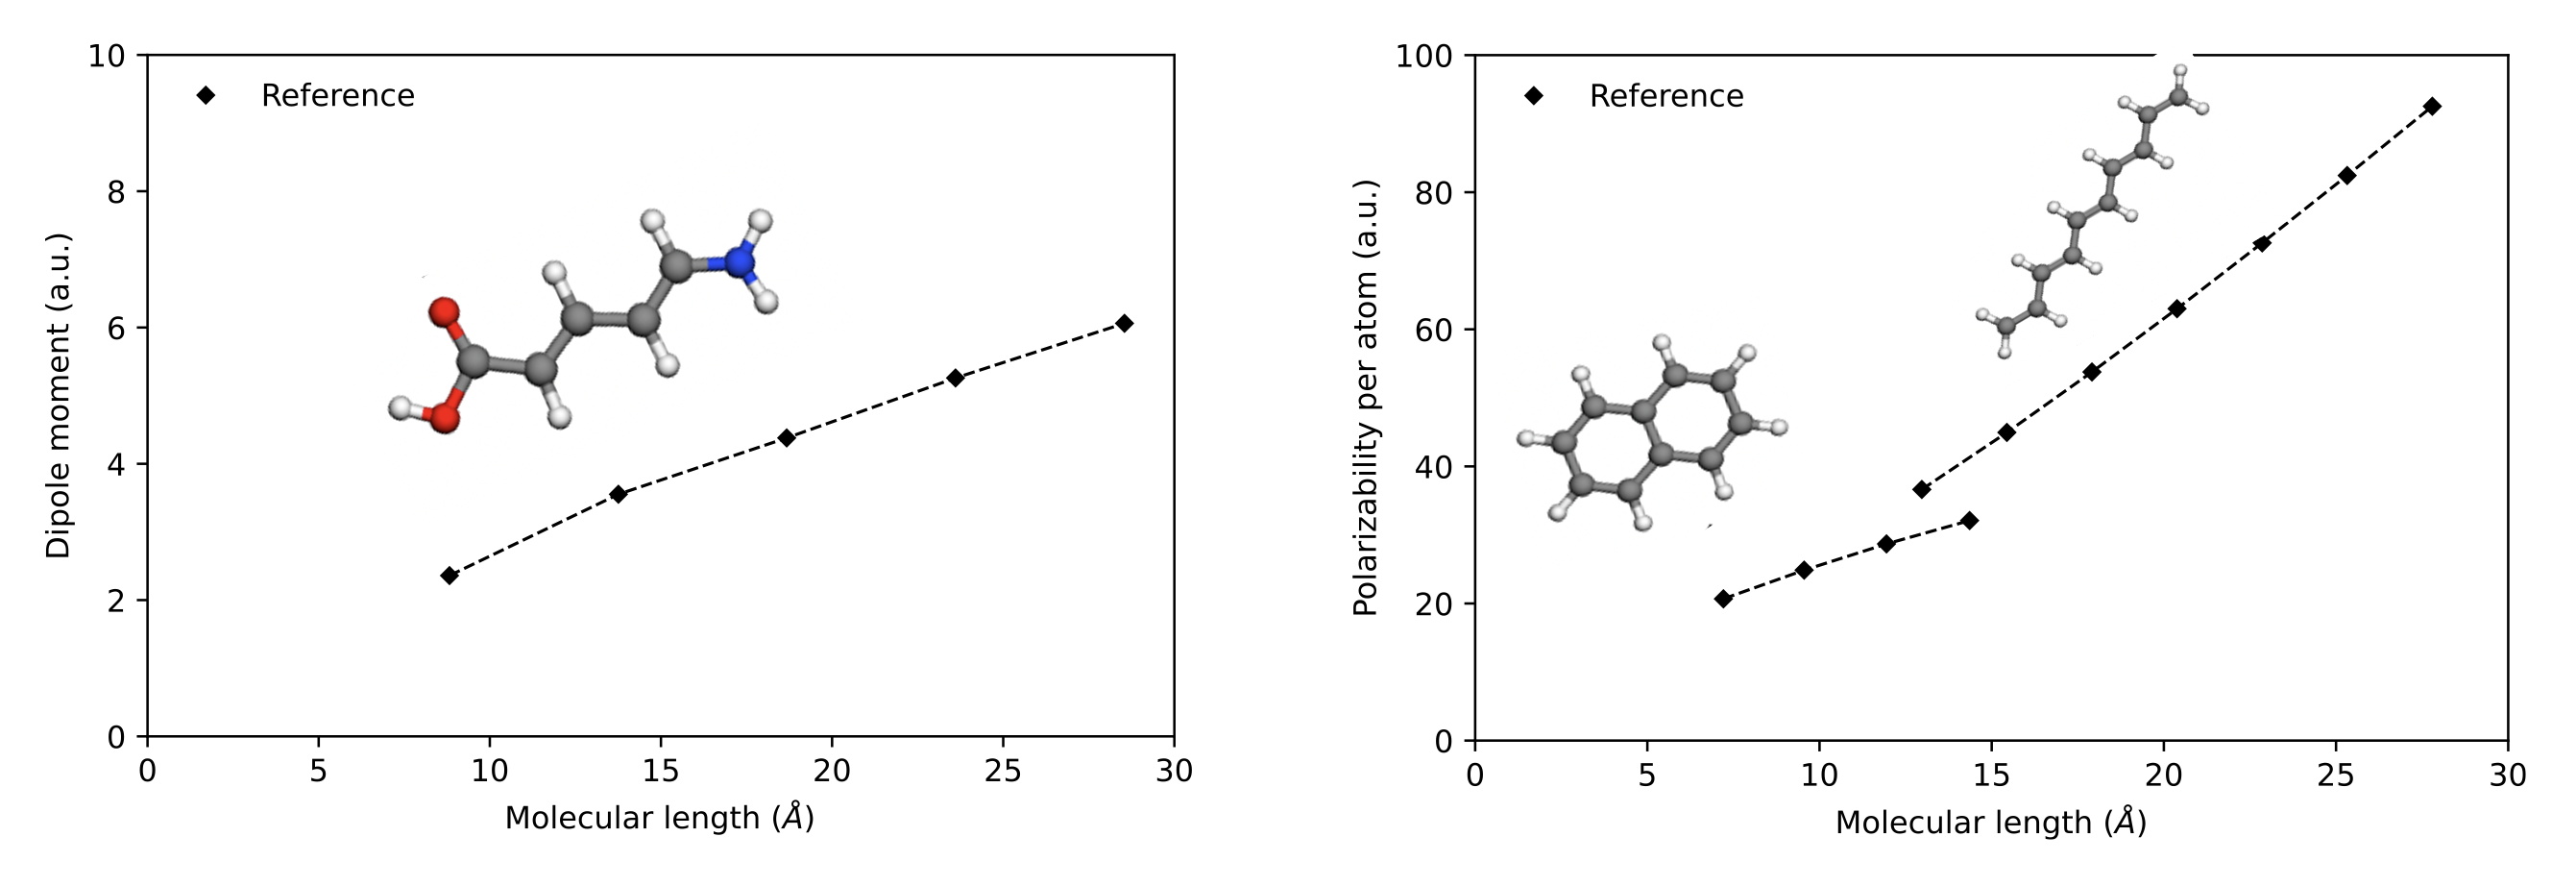 10
8
6
4
2
0
Dipole moment (a.u.)
Reference
0 5 10 15 20 25 30
Molecular length (Å)
100
80
60
40
20
0
Polarizability per atom (a.u.)
Reference
0 5 10 15 20 25 30
Molecular length (Å)